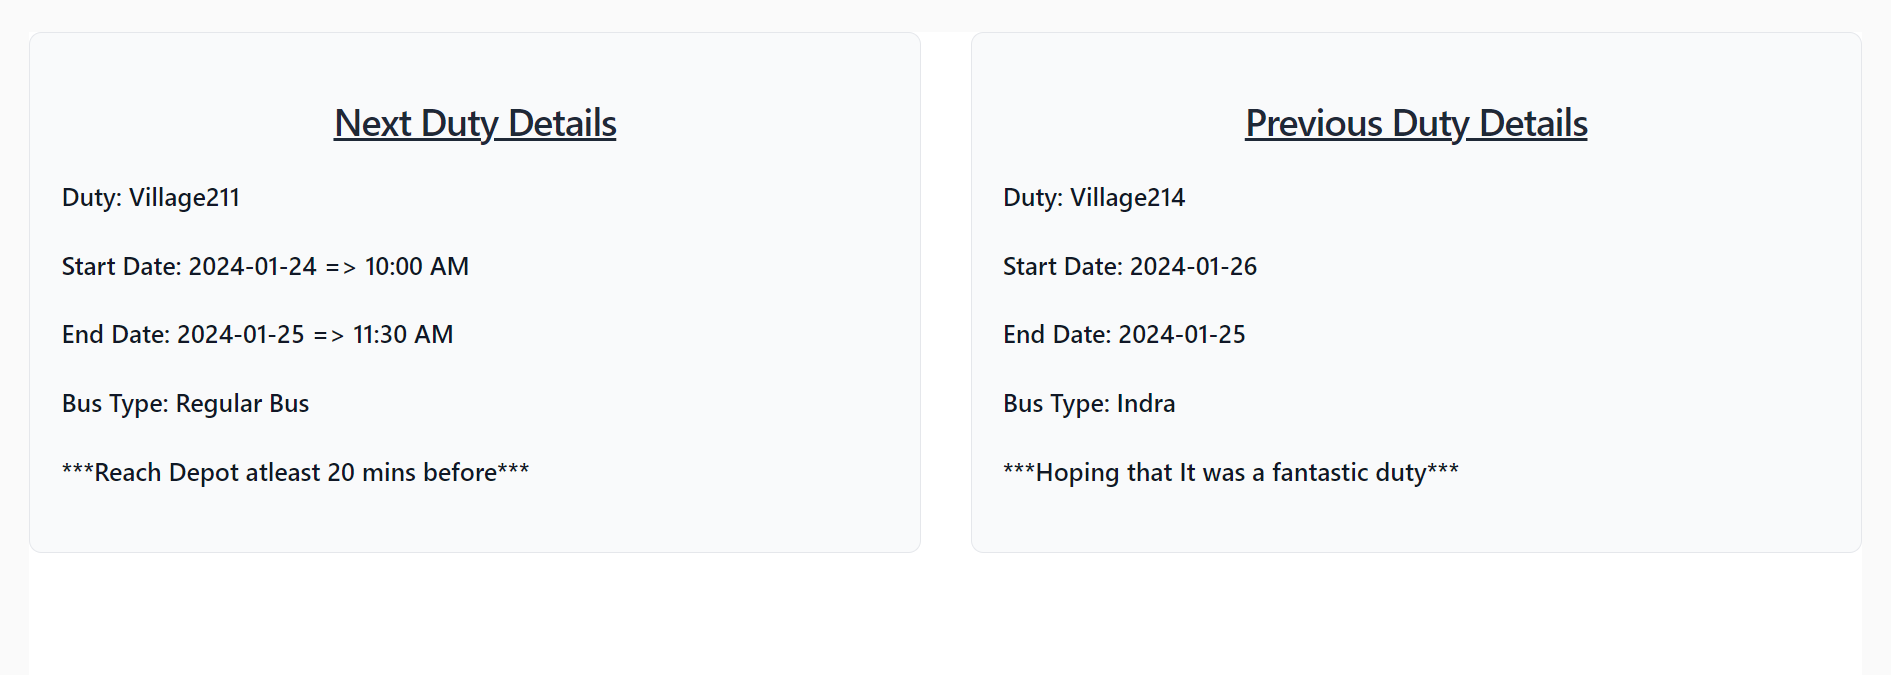 Next Duty Details
Duty: Village211
Start Date: 2024-01-24 => 10:00 AM
End Date: 2024-01-25 => 11:30 AM
Bus Type: Regular Bus
***Reach Depot atleast 20 mins before***
Previous Duty Details
Duty: Village214
Start Date: 2024-01-26
End Date: 2024-01-25
Bus Type: Indra
***Hoping that It was a fantastic duty***